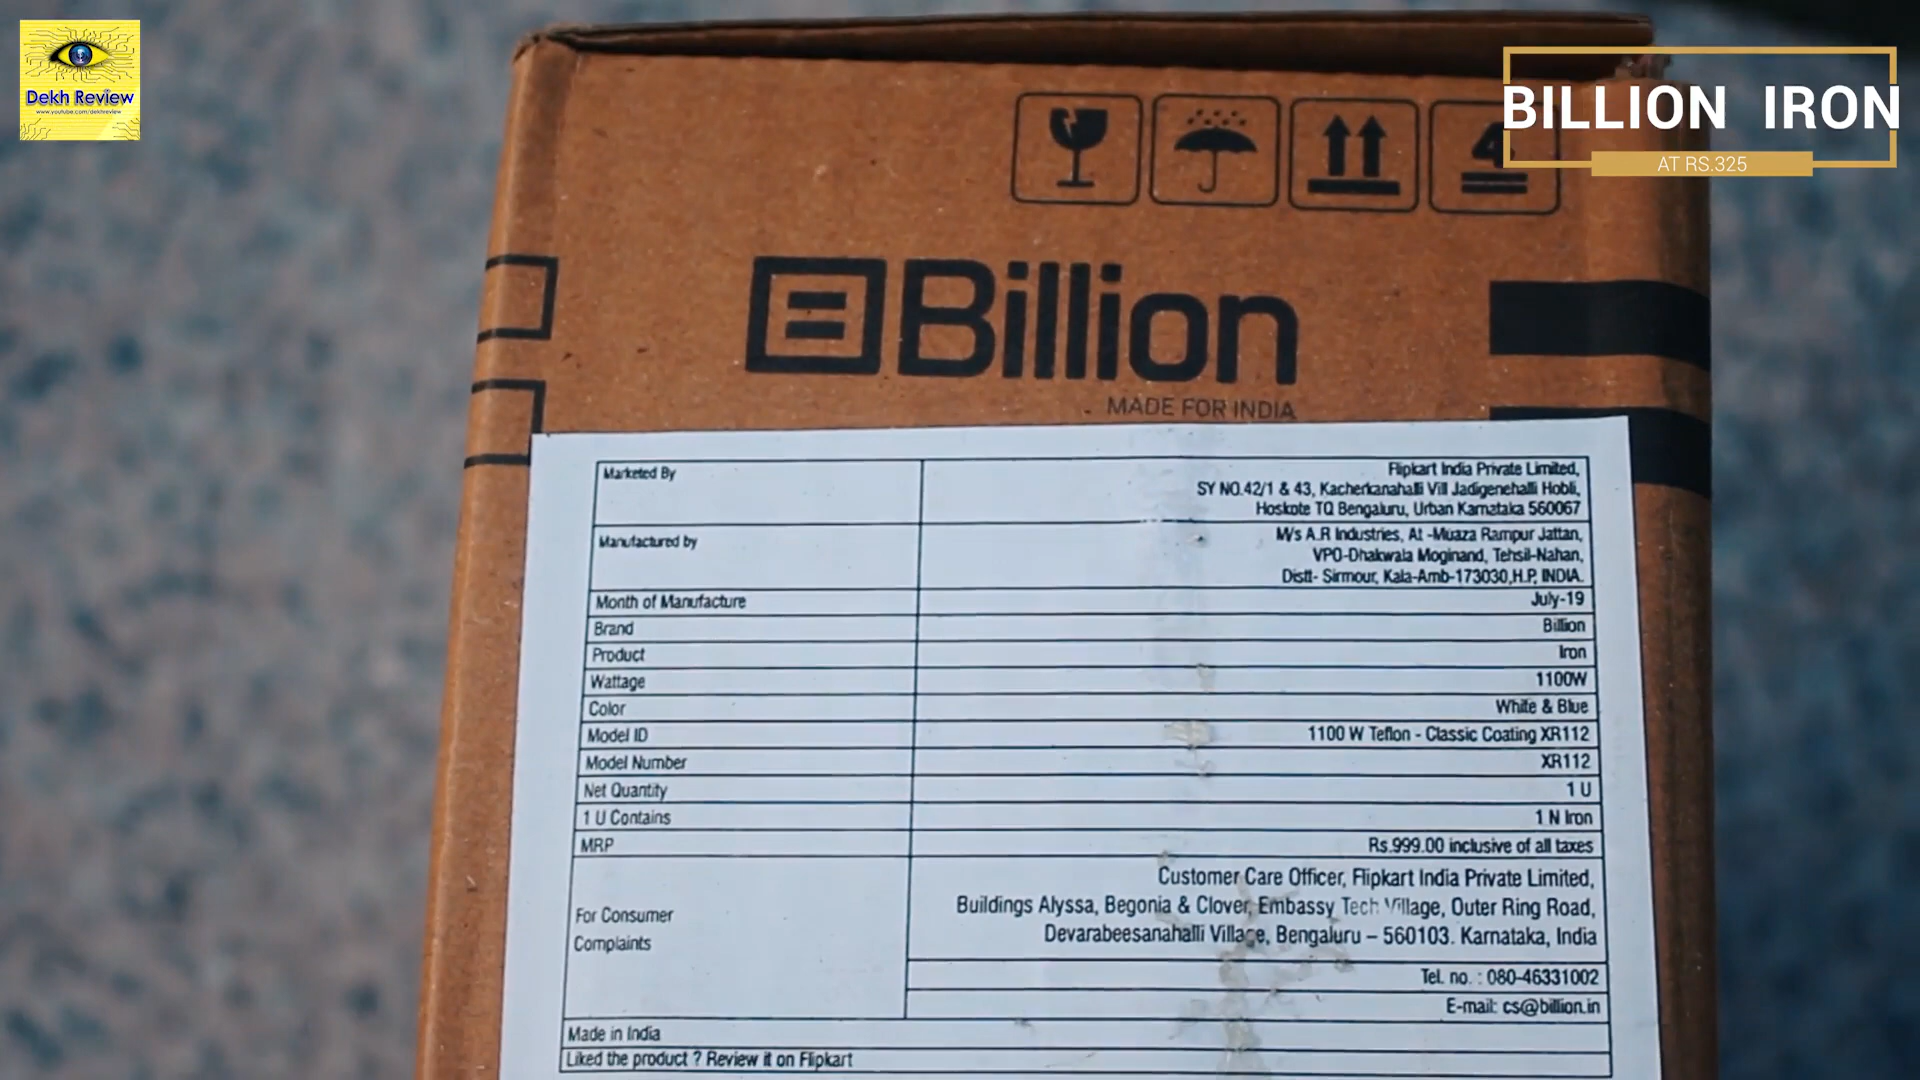 Dekh Review
www.youtube.com/dekhreview
BILLION IRON
AT RS.325
4
Billion
MADE FOR INDIA
Marketed By
Flipkart India Private Limited,
SY NO.42/1 & 43, Kacherkanahalli Vill Jadigenehalli Hobli,
Hoskote TQ Bengaluru, Urban Karnataka 560067
Manufactured by
M/s A.R Industries, At -Muaza Rampur Jattan,
VPO-Dhakwala Moginand, Tehsil-Nahan,
Distt- Sirmour, Kala-Amb-173030,H.P, INDIA.
Month of Manufacture July-19
Brand Billion
Product Iron
Wattage 1100W
Color White & Blue
Model ID 1100 W Teflon - Classic Coating XR112
Model Number XR112
Net Quantity 1 U
1 U Contains 1 N Iron
MRP Rs.999.00 inclusive of all taxes
For Consumer
Complaints
Customer Care Officer, Flipkart India Private Limited,
Buildings Alyssa, Begonia & Clover, Embassy Tech Village, Outer Ring Road,
Devarabeesanahalli Village, Bengaluru – 560103. Karnataka, India
Tel. no. : 080-46331002
E-mail: cs@billion.in
Made in India
Liked the product ? Review it on Flipkart